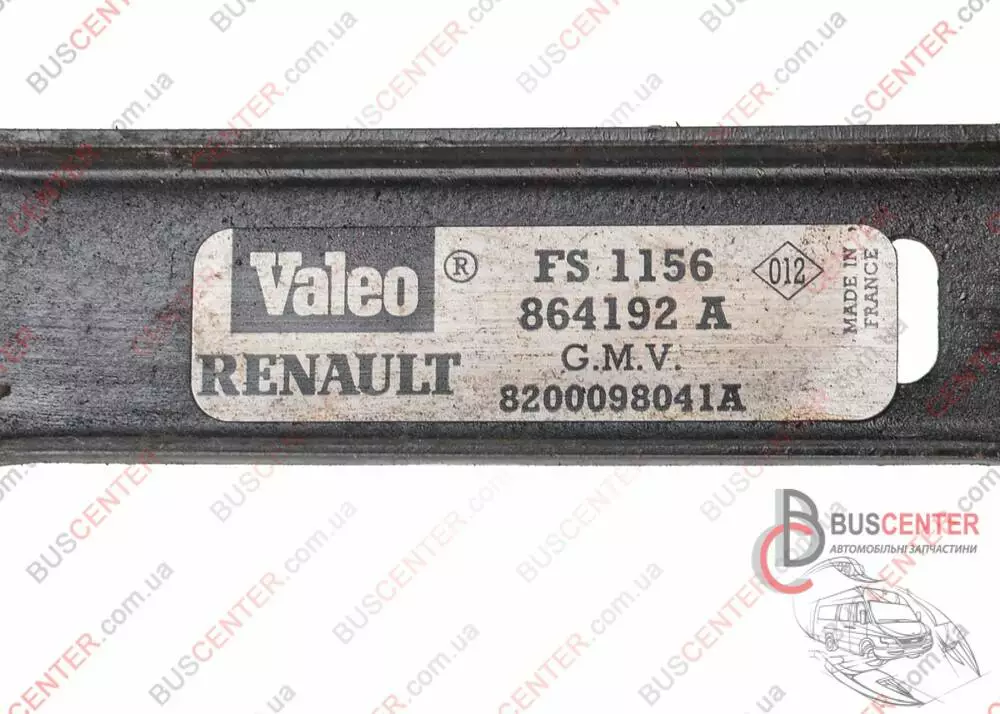 Valeo ®
RENAULT
FS 1156
864192 A
G.M.V.
8200098041A
012
MADE IN
FRANCE
BUSCENTER
АВТОМОБІЛЬНІ ЗАПЧАСТИНИ
BUSCENTER.com.ua